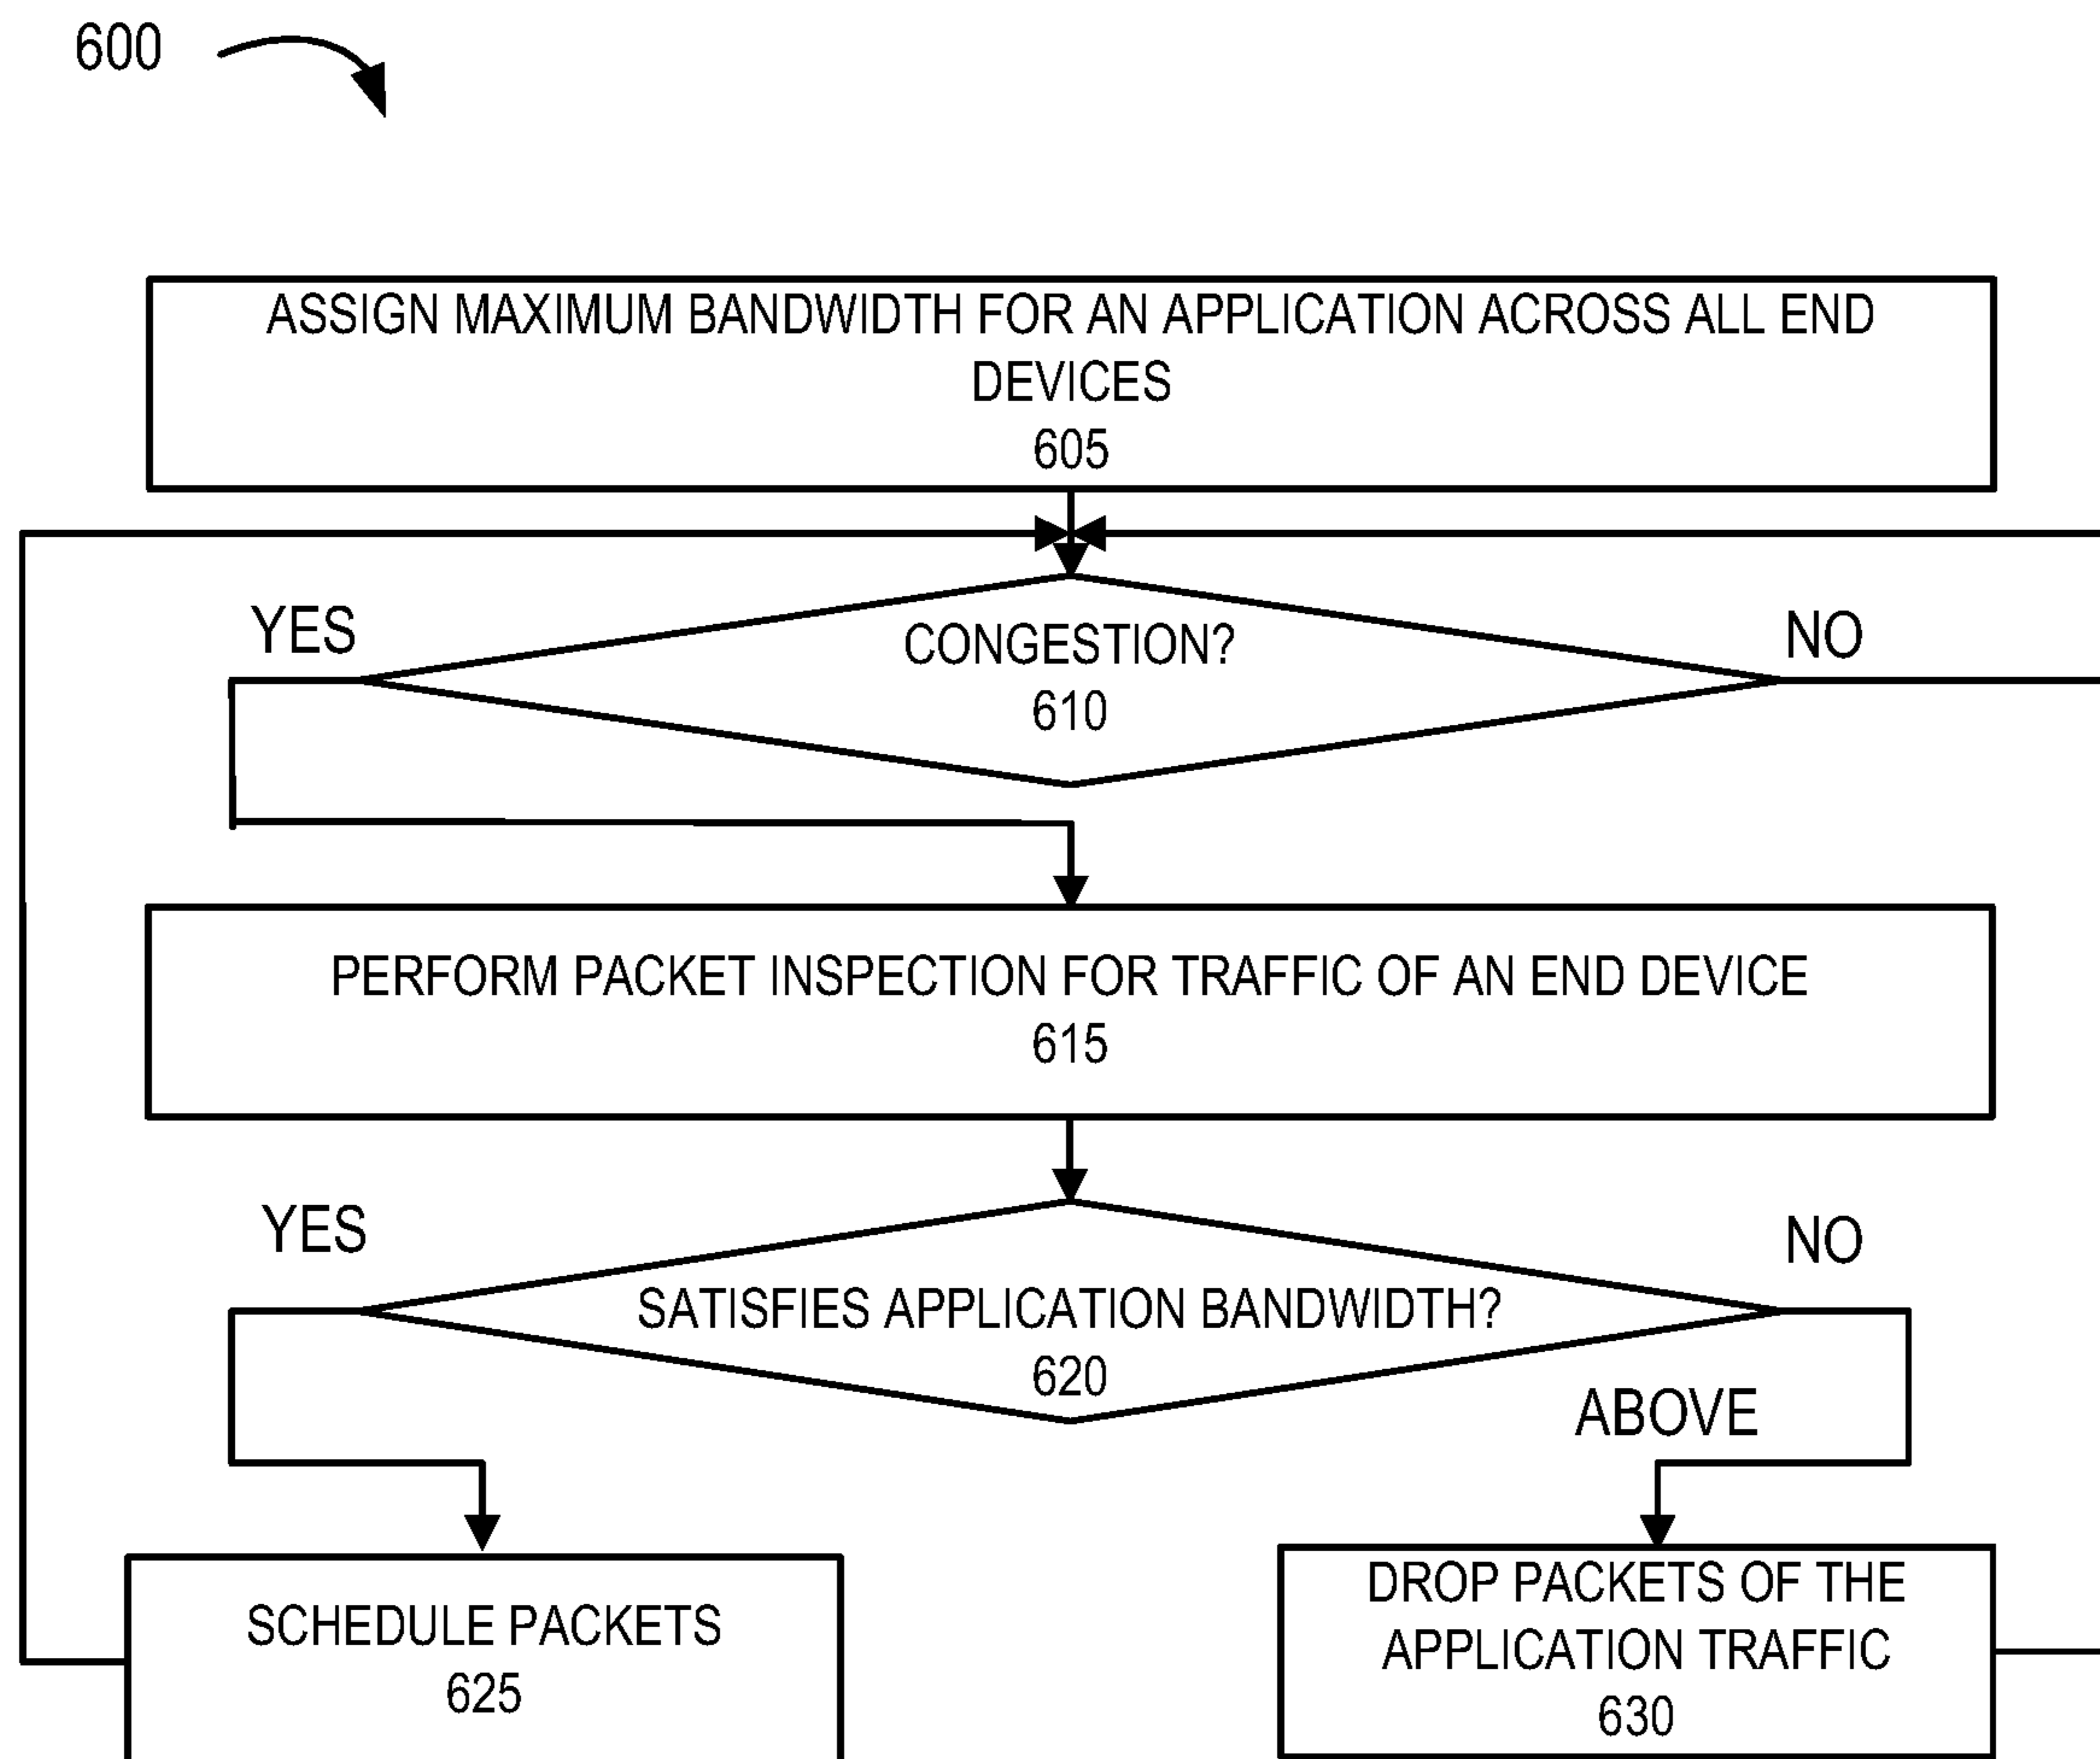 600
ASSIGN MAXIMUM BANDWIDTH FOR AN APPLICATION ACROSS ALL END
DEVICES
605
YES
NO
CONGESTION?
610
PERFORM PACKET INSPECTION FOR TRAFFIC OF AN END DEVICE
615
YES
NO
SATISFIES APPLICATION BANDWIDTH?
620
ABOVE
SCHEDULE PACKETS
625
DROP PACKETS OF THE
APPLICATION TRAFFIC
630